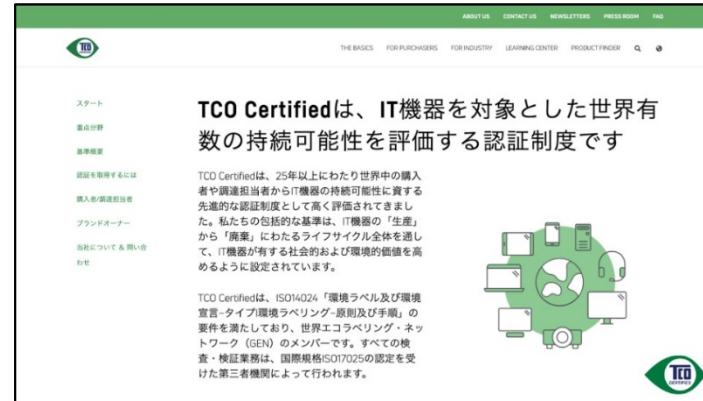 ABOUT US CONTACT US NEWSLETTERS PRESS ROOM FAQ
TCO
THE BASICS FOR PURCHASERS FOR INDUSTRY LEARNING CENTER PRODUCT FINDER
スタート
重点分野
基準概要
認証を取得するには
購入者/調達担当者
ブランドオーナー
当社について & 問い合
わせ
TCO Certifiedは、IT機器を対象とした世界有
数の持続可能性を評価する認証制度です
TCO Certifiedは、25年以上にわたり世界中の購入
者や調達担当者からIT機器の持続可能性に資する
先進的な認証制度として高く評価されてきまし
た。私たちの包括的な基準は、IT機器の「生産」
から「廃棄」にわたるライフサイクル全体を通し
て、IT機器が有する社会的および環境的価値を高
めるように設定されています。
TCO Certifiedは、ISO14024「環境ラベル及び環境
宣言–タイプI環境ラベリング–原則及び手順」の
要件を満たしており、世界エコラベリング・ネッ
トワーク（GEN）のメンバーです。すべての検
査・検証業務は、国際規格ISO17025の認定を受
けた第三者機関によって行われます。
TCO
CERTIFIED